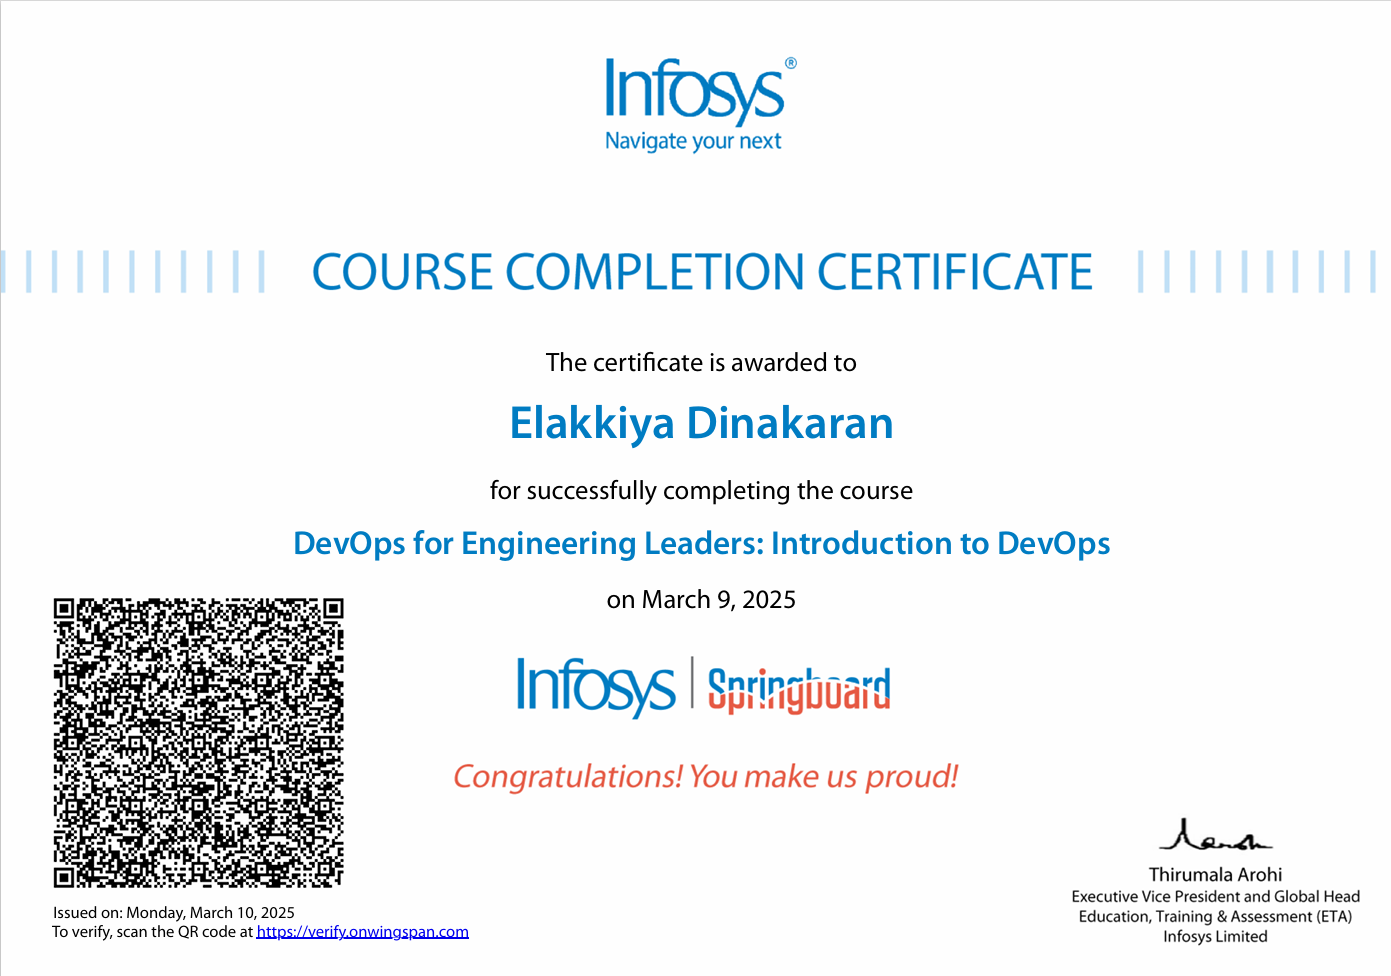 Infosys®
Navigate your next
COURSE COMPLETION CERTIFICATE
The certificate is awarded to
Elakkiya Dinakaran
for successfully completing the course
DevOps for Engineering Leaders: Introduction to DevOps
on March 9, 2025
Infosys | Springboard
Congratulations! You make us proud!
Thirumala Arohi
Executive Vice President and Global Head
Education, Training & Assessment (ETA)
Infosys Limited
Issued on: Monday, March 10, 2025
To verify, scan the QR code at https://verify.onwingspan.com